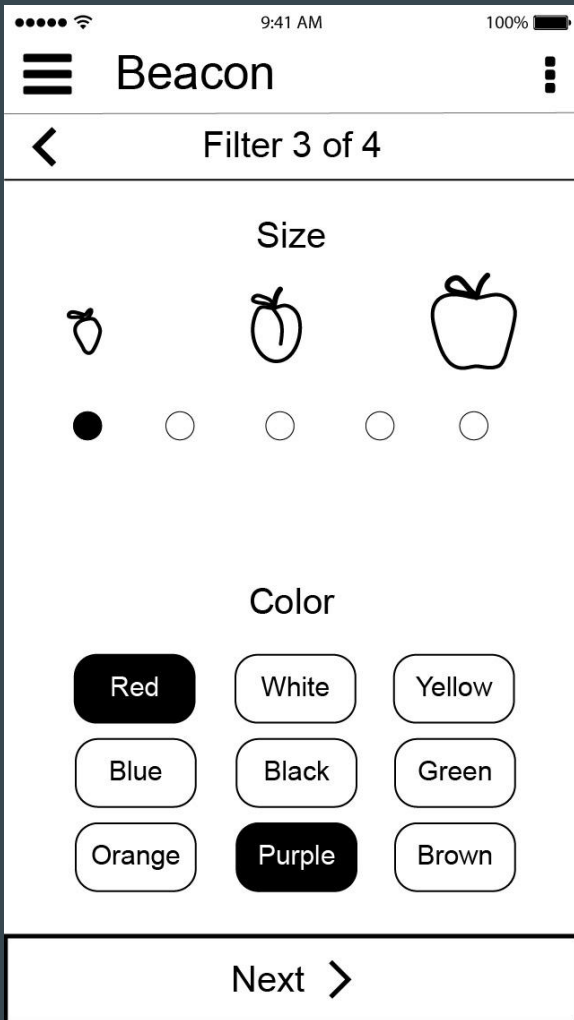 9:41 AM 100%
Beacon
Filter 3 of 4
Size
Color
Red White Yellow
Blue Black Green
Orange Purple Brown
Next